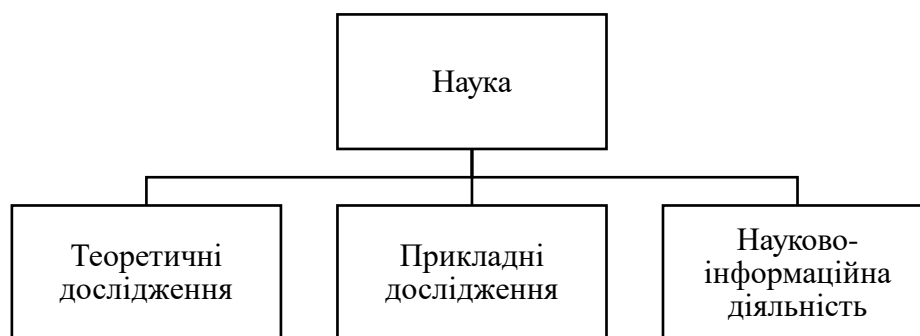 Наука
Теоретичні
дослідження
Прикладні
дослідження
Науково-
інформаційна
діяльність